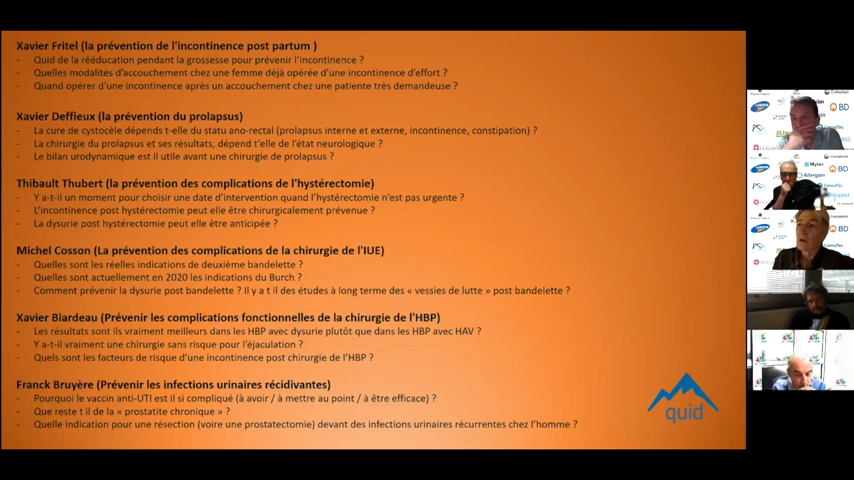 Xavier Fritel (la prévention de l'incontinence post partum )
- Quid de la rééducation pendant la grossesse pour prévenir l'incontinence ?
- Quelles modalités d'accouchement chez une femme déjà opérée d'une incontinence d'effort ?
- Quand opérer d'une incontinence après un accouchement chez une patiente très demandeuse ?
Xavier Deffieux (la prévention du prolapsus)
- La cure de cystocèle dépends t-elle du statu ano-rectal (prolapsus interne et externe, incontinence, constipation) ?
- La chirurgie du prolapsus et ses résultats, dépend t'elle de l'état neurologique ?
- Le bilan urodynamique est il utile avant une chirurgie de prolapsus ?
Thibault Thubert (la prévention des complications de l'hystérectomie)
- Y a-t-il un moment pour choisir une date d'intervention quand l'hystérectomie n'est pas urgente ?
- L'incontinence post hystérectomie peut elle être chirurgicalement prévenue ?
- La dysurie post hystérectomie peut elle être anticipée ?
Michel Cosson (La prévention des complications de la chirurgie de l'IUE)
- Quelles sont les réelles indications de deuxième bandelette ?
- Quelles sont actuellement en 2020 les indications du Burch ?
- Comment prévenir la dysurie post bandelette ? Il y a t il des études à long terme des « vessies de lutte » post bandelette ?
Xavier Biardeau (Prévenir les complications fonctionnelles de la chirurgie de l'HBP)
- Les résultats sont ils vraiment meilleurs dans les HBP avec dysurie plutôt que dans les HBP avec HAV ?
- Y a-t-il vraiment une chirurgie sans risque pour l'éjaculation ?
- Quels sont les facteurs de risque d'une incontinence post chirurgie de l'HBP ?
Franck Bruyère (Prévenir les infections urinaires récidivantes)
- Pourquoi le vaccin anti-UTI est il si compliqué (à avoir / à mettre au point / à être efficace) ?
- Que reste t il de la « prostatite chronique » ?
- Quelle indication pour une résection (voire une prostatectomie) devant des infections urinaires récurrentes chez l'homme ?
quid
BD
Mylan
Allergan
BD